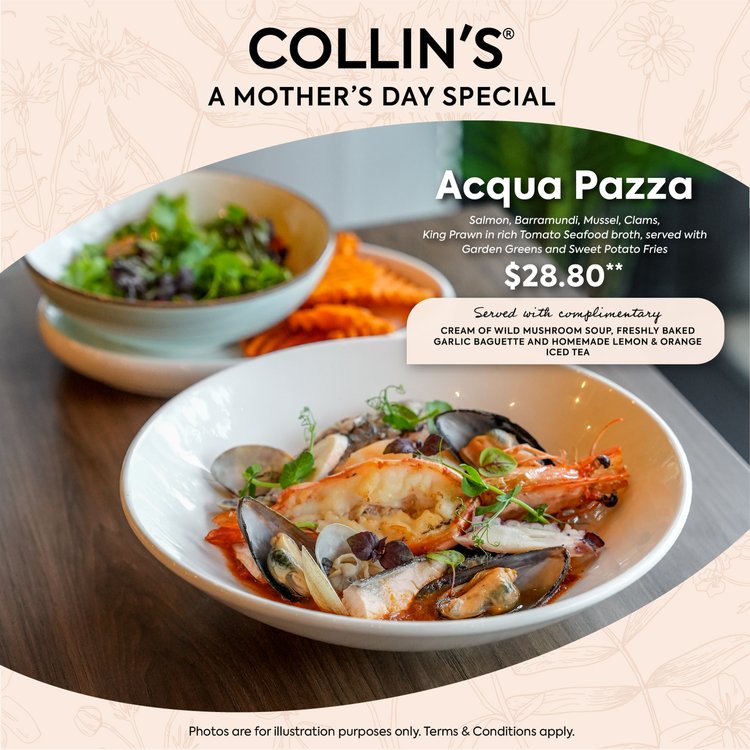 COLLIN'S®
A MOTHER'S DAY SPECIAL
Acqua Pazza
Salmon, Barramundi, Mussel, Clams,
King Prawn in rich Tomato Seafood broth, served with
Garden Greens and Sweet Potato Fries
$28.80**
Served with complimentary
CREAM OF WILD MUSHROOM SOUP, FRESHLY BAKED
GARLIC BAGUETTE AND HOMEMADE LEMON & ORANGE
ICED TEA
Photos are for illustration purposes only. Terms & Conditions apply.